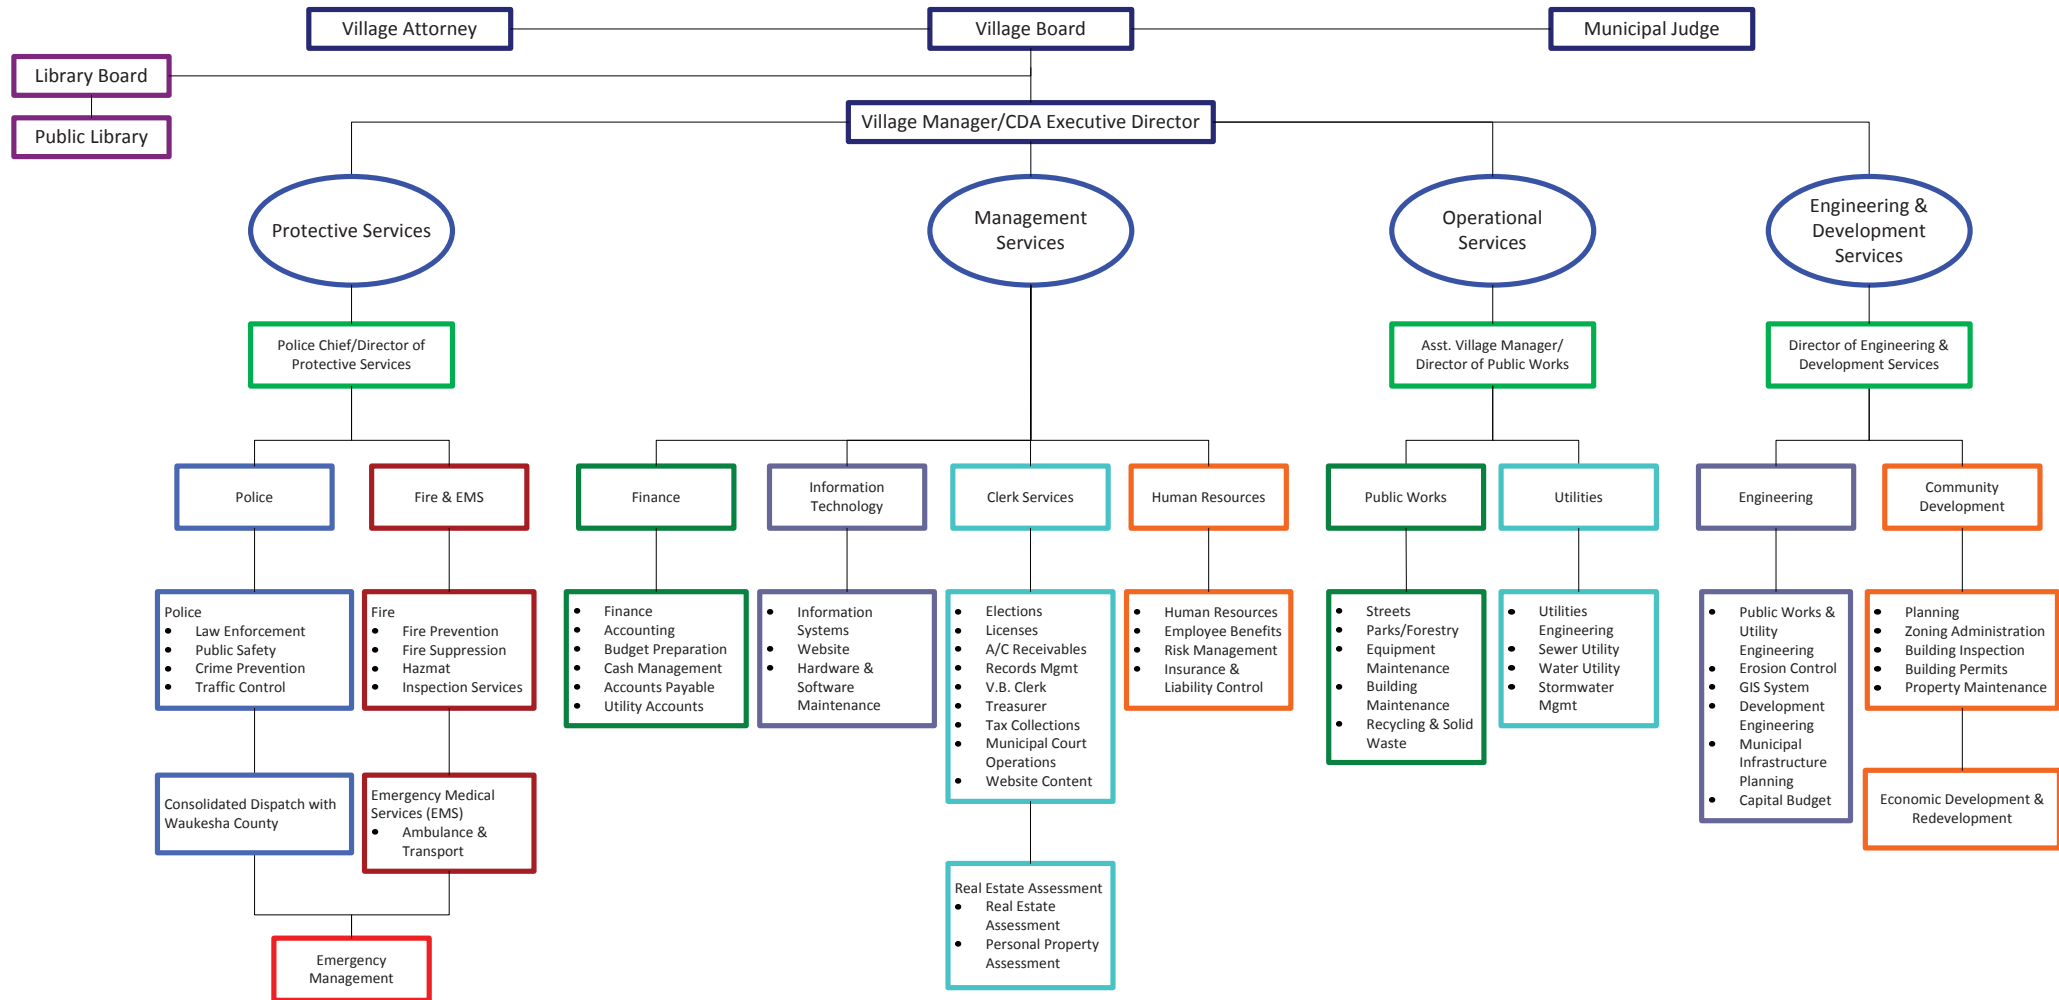 Village Attorney
Village Board
Municipal Judge
Library Board
Public Library
Village Manager/CDA Executive Director
Protective Services
Management
Services
Operational
Services
Engineering &
Development
Services
Police Chief/Director of
Protective Services
Asst. Village Manager/
Director of Public Works
Director of Engineering &
Development Services
Police
Fire & EMS
Finance
Information
Technology
Clerk Services
Human Resources
Public Works
Utilities
Engineering
Community
Development
Police
• Law Enforcement
• Public Safety
• Crime Prevention
• Traffic Control
Fire
• Fire Prevention
• Fire Suppression
• Hazmat
• Inspection Services
• Finance
• Accounting
• Budget Preparation
• Cash Management
• Accounts Payable
• Utility Accounts
• Information
Systems
• Website
• Hardware &
Software
Maintenance
• Elections
• Licenses
• A/C Receivables
• Records Mgmt
• V.B. Clerk
• Treasurer
• Tax Collections
• Municipal Court
Operations
• Website Content
• Human Resources
• Employee Benefits
• Risk Management
• Insurance &
Liability Control
• Streets
• Parks/Forestry
• Equipment
Maintenance
• Building
Maintenance
• Recycling & Solid
Waste
• Utilities
Engineering
• Sewer Utility
• Water Utility
• Stormwater
Mgmt
• Public Works &
Utility
Engineering
• Erosion Control
• GIS System
• Development
Engineering
• Municipal
Infrastructure
Planning
• Capital Budget
• Planning
• Zoning Administration
• Building Inspection
• Building Permits
• Property Maintenance
Consolidated Dispatch with
Waukesha County
Emergency Medical
Services (EMS)
• Ambulance &
Transport
Economic Development &
Redevelopment
Real Estate Assessment
• Real Estate
Assessment
• Personal Property
Assessment
Emergency
Management